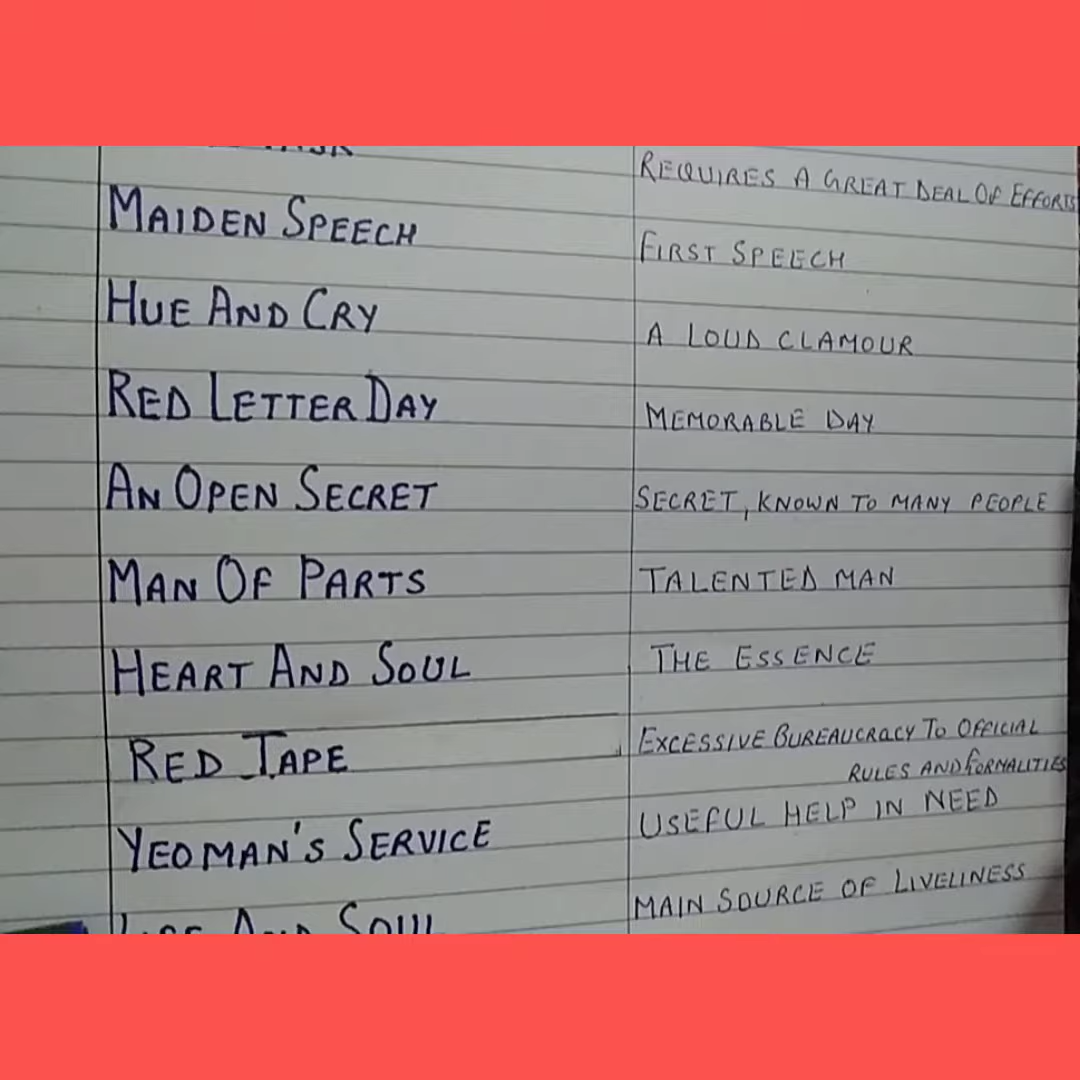 REQUIRES A GREAT DEAL OF EFFORTS
MAIDEN SPEECH
FIRST SPEECH
HUE AND CRY
A LOUD CLAMOUR
RED LETTER DAY
MEMORABLE DAY
AN OPEN SECRET
SECRET, KNOWN TO MANY PEOPLE
MAN OF PARTS
TALENTED MAN
HEART AND SOUL
THE ESSENCE
RED TAPE
EXCESSIVE BUREAUCRACY TO OFFICIAL
RULES AND FORMALITIES
YEOMAN'S SERVICE
USEFUL HELP IN NEED
AND SOUL
MAIN SOURCE OF LIVELINESS